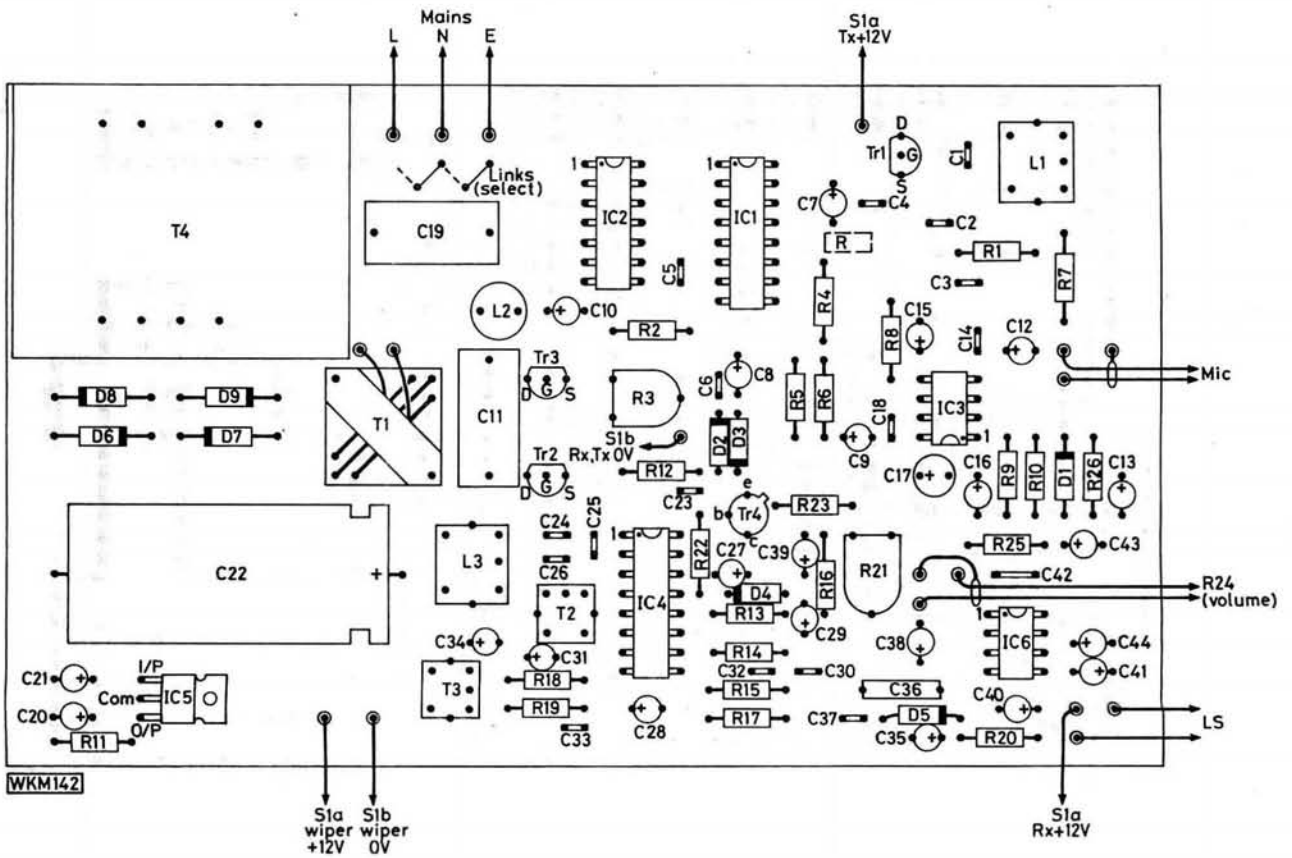 Mains
L N E
S1a
Tx+12V
D
Tr1 G
S
C1
L1
Links
(select)
1
IC2
1
IC1
C7
C4
C2
T4
C19
R
R1
C5
C3
R7
R4
L2
C10
R2
R8
C15
C14
C12
Tr3
D G S
C6
C8
Mic
D8
D9
T1
C11
R3
R5
R6
C18
IC3
1
D6
D7
S1b
Rx,Tx 0V
D2
D3
C9
Tr2
D G S
R12
C17
C16
R9
R10
D1
R26
C13
C23
e
b Tr4
c
R23
C24
C25
1
R22
C27
C39
R25
C43
C22
L3
C26
IC4
R16
R21
C42
D4
R24
(volume)
T2
R13
C29
1
IC6
C34
C31
C38
C44
R14
C21
I/P
R18
C32
C30
C41
Com
IC5
T3
R15
C36
C20
O/P
R19
R17
C37
D5
C40
LS
R11
C33
C28
C35
R20
WKM142
S1a
wiper
+12V
S1b
wiper
0V
S1a
Rx+12V